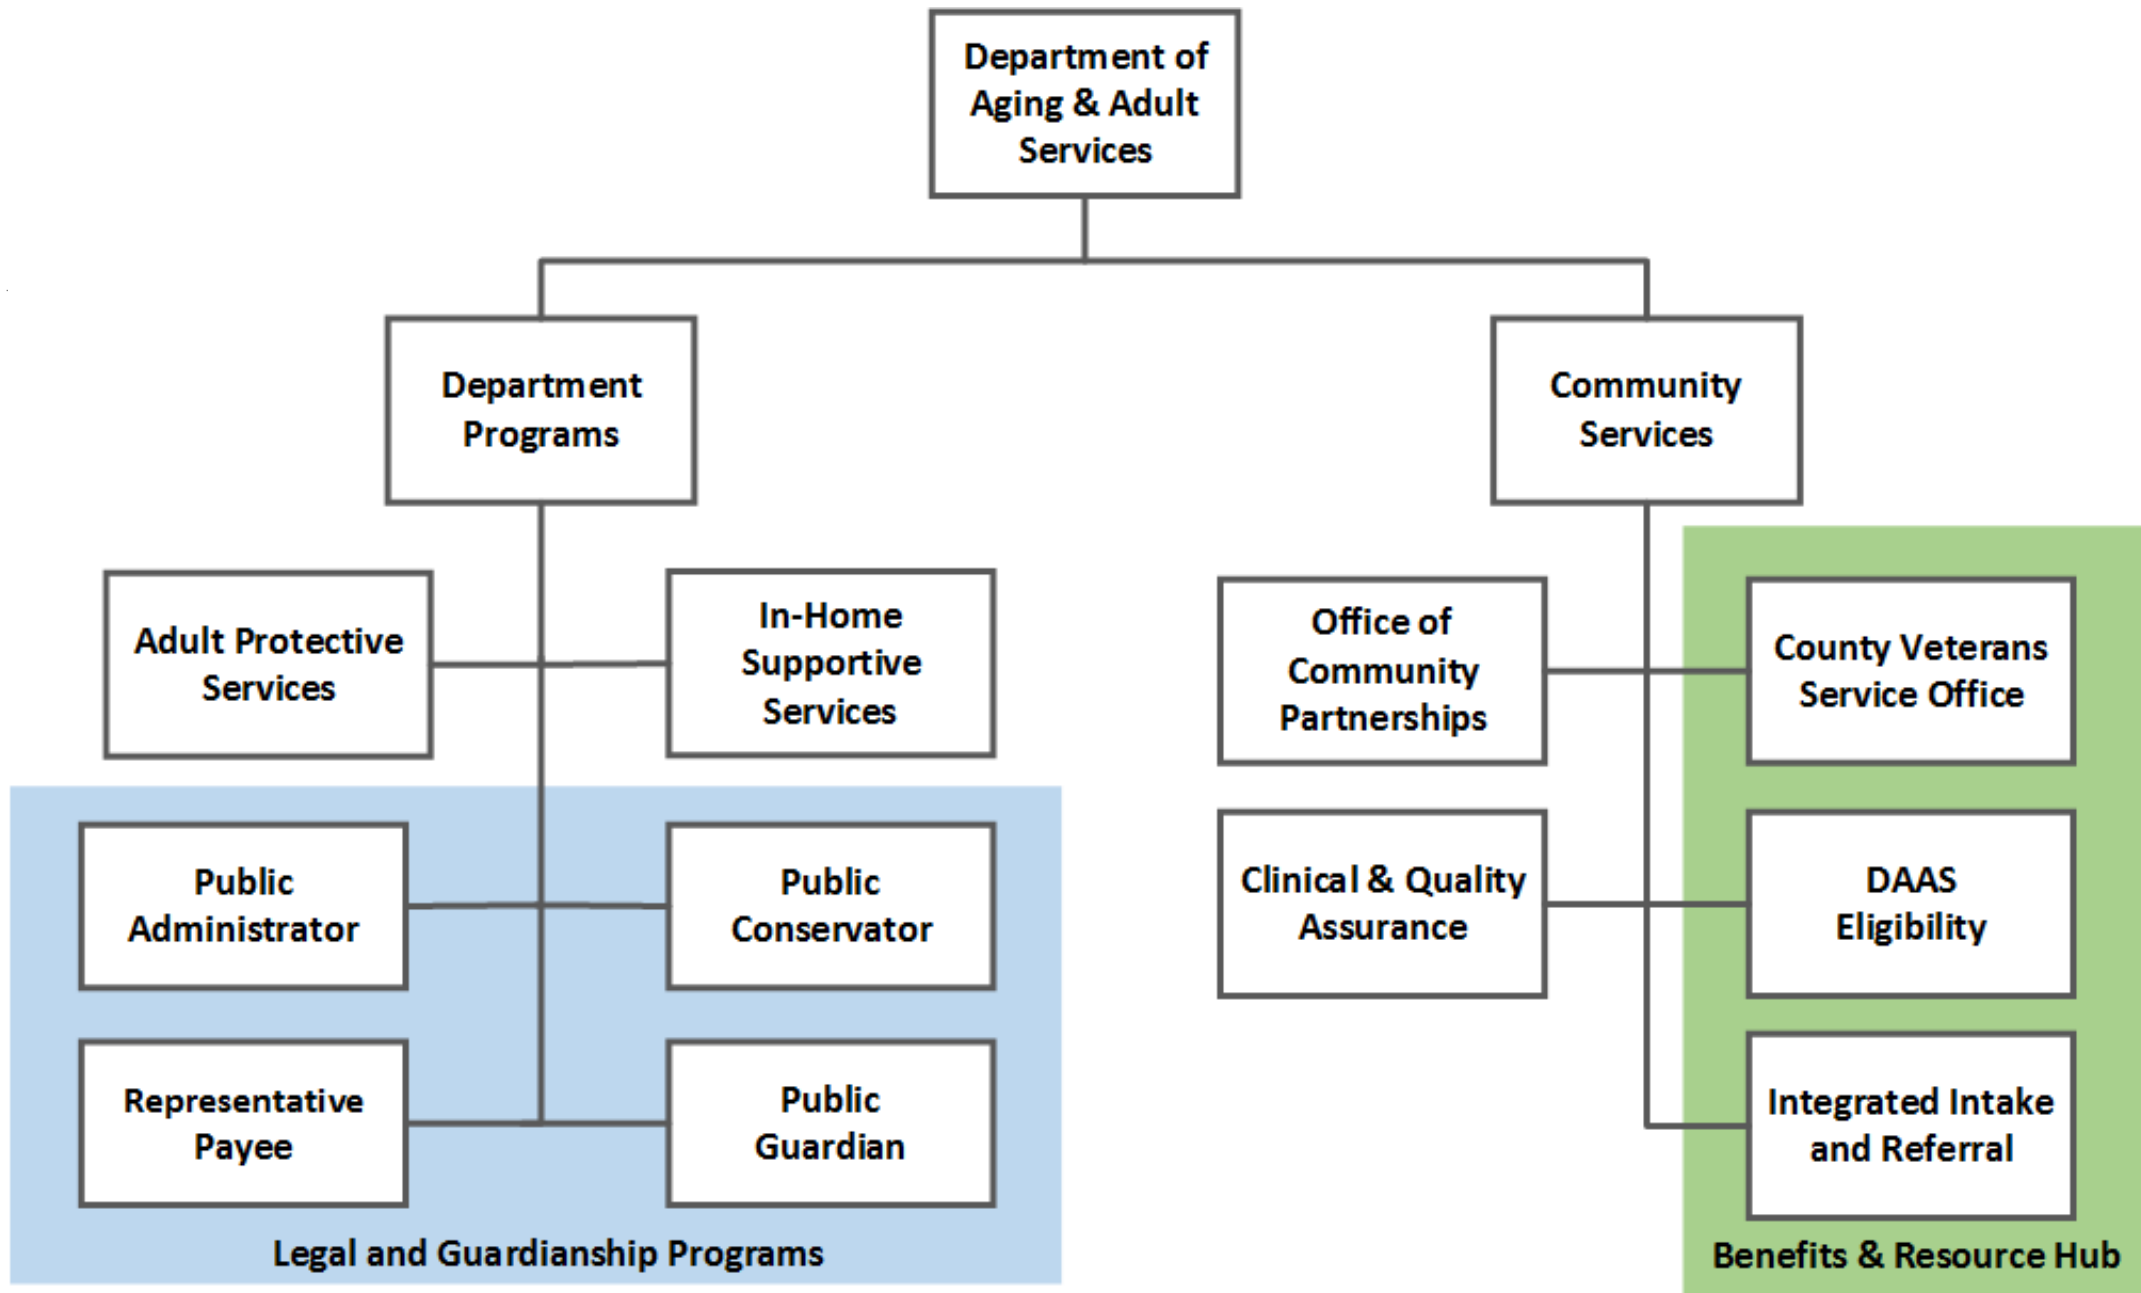 Department of
Aging & Adult
Services
Department
Programs
Community
Services
Adult Protective
Services
In-Home
Supportive
Services
Office of
Community
Partnerships
County Veterans
Service Office
Public
Administrator
Public
Conservator
Clinical & Quality
Assurance
DAAS
Eligibility
Representative
Payee
Public
Guardian
Integrated Intake
and Referral
Legal and Guardianship Programs
Benefits & Resource Hub